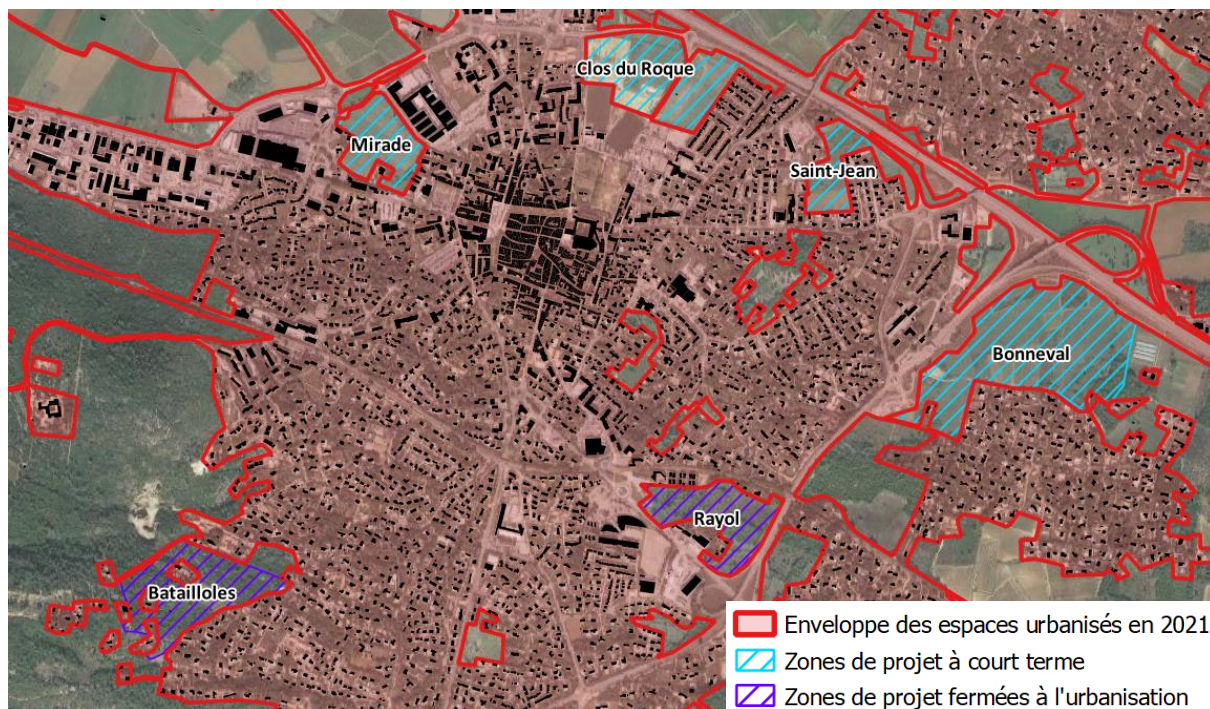 Clos du Roque
Mirade
Saint-Jean
Bonneval
Rayol
Batailloles
Enveloppe des espaces urbanisés en 2021
Zones de projet à court terme
Zones de projet fermées à l'urbanisation